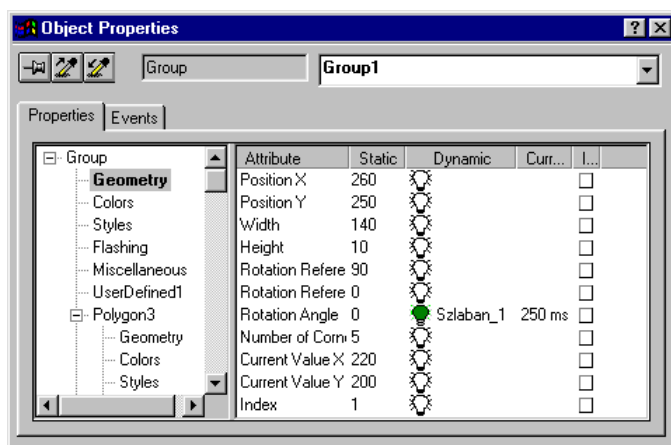 Object Properties
Group Group1
Properties Events
Group
Geometry
Colors
Styles
Flashing
Miscellaneous
UserDefined1
Polygon3
Geometry
Colors
Styles
Attribute Static Dynamic Curr... I...
Position X 260
Position Y 250
Width 140
Height 10
Rotation Refere 90
Rotation Refere 0
Rotation Angle 0 Szlaban_1 250 ms
Number of Corn 5
Current Value X 220
Current Value Y 200
Index 1